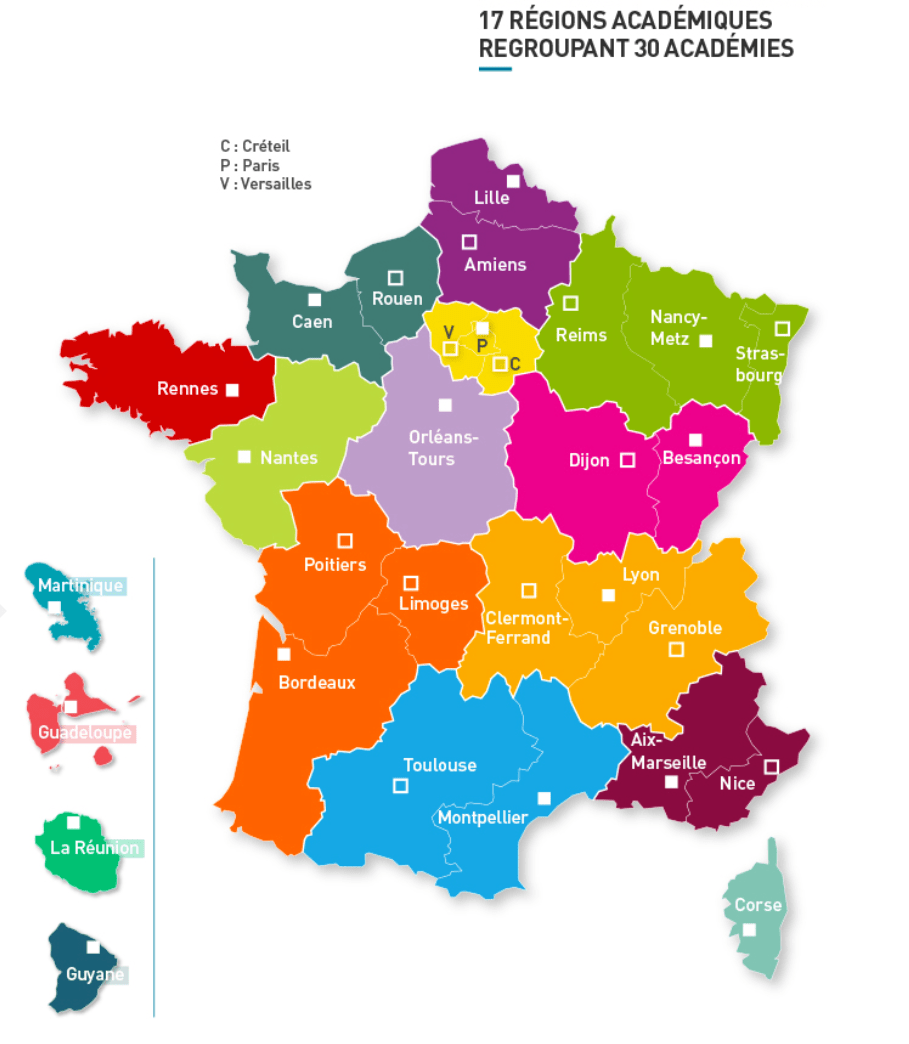 17 RÉGIONS ACADÉMIQUES
REGROUPANT 30 ACADÉMIES
C : Créteil
P : Paris
V : Versailles
Lille
Amiens
Rouen
Caen
Reims
Nancy-
Metz
Stras-
bourg
V
P
C
Rennes
Nantes
Orléans-
Tours
Dijon
Besançon
Poitiers
Limoges
Clermont-
Ferrand
Lyon
Grenoble
Bordeaux
Toulouse
Montpellier
Aix-
Marseille
Nice
Corse
Martinique
Guadeloupe
La Réunion
Guyane